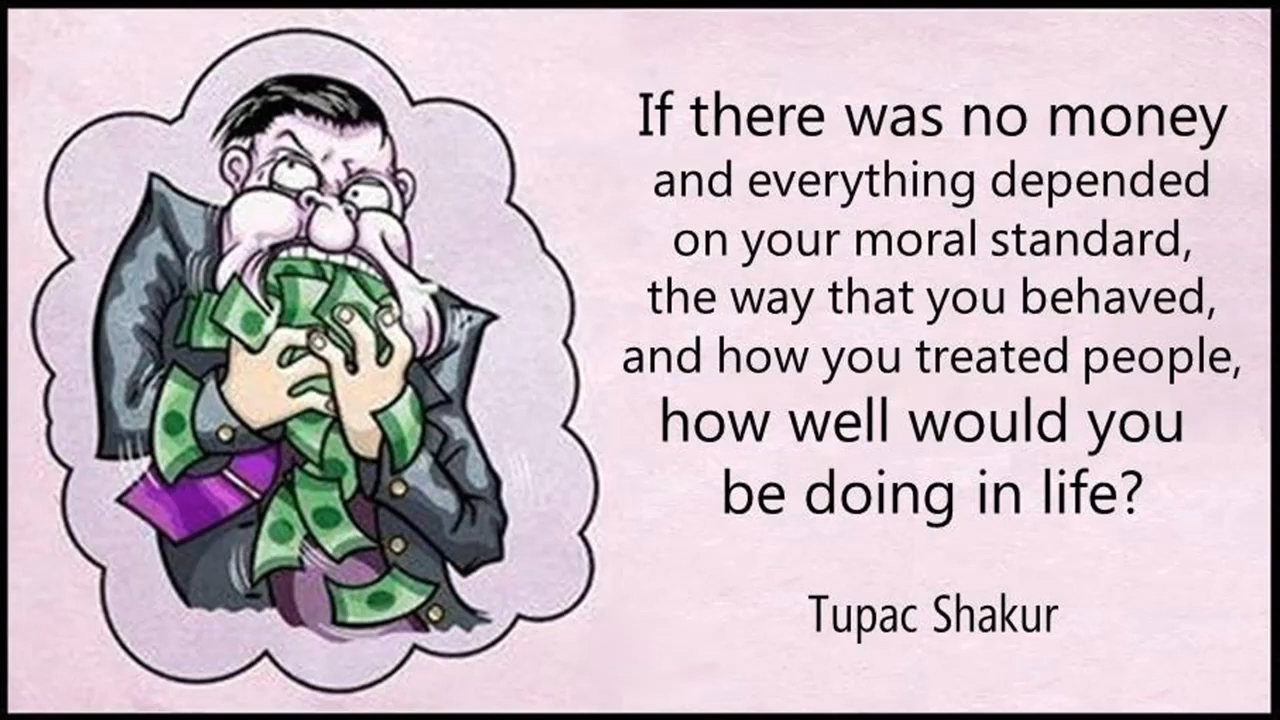 If there was no money
and everything depended
on your moral standard,
the way that you behaved,
and how you treated people,
how well would you
be doing in life?
Tupac Shakur